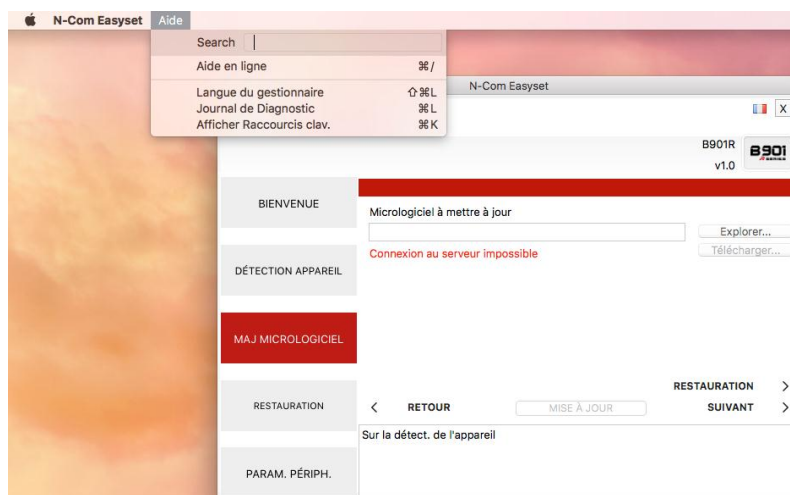 N-Com Easyset Aide
Search
Aide en ligne ⌘/
Langue du gestionnaire ⇧⌘L
Journal de Diagnostic ⌘L
Afficher Raccourcis clav. ⌘K
N-Com Easyset
X
B901R
v1.0
B901
SERIES
BIENVENUE
Micrologiciel à mettre à jour
Explorer...
Connexion au serveur impossible
Télécharger...
DÉTECTION APPAREIL
MAJ MICROLOGICIEL
RESTAURATION >
RESTAURATION
< RETOUR MISE À JOUR SUIVANT >
Sur la détect. de l'appareil
PARAM. PÉRIPH.